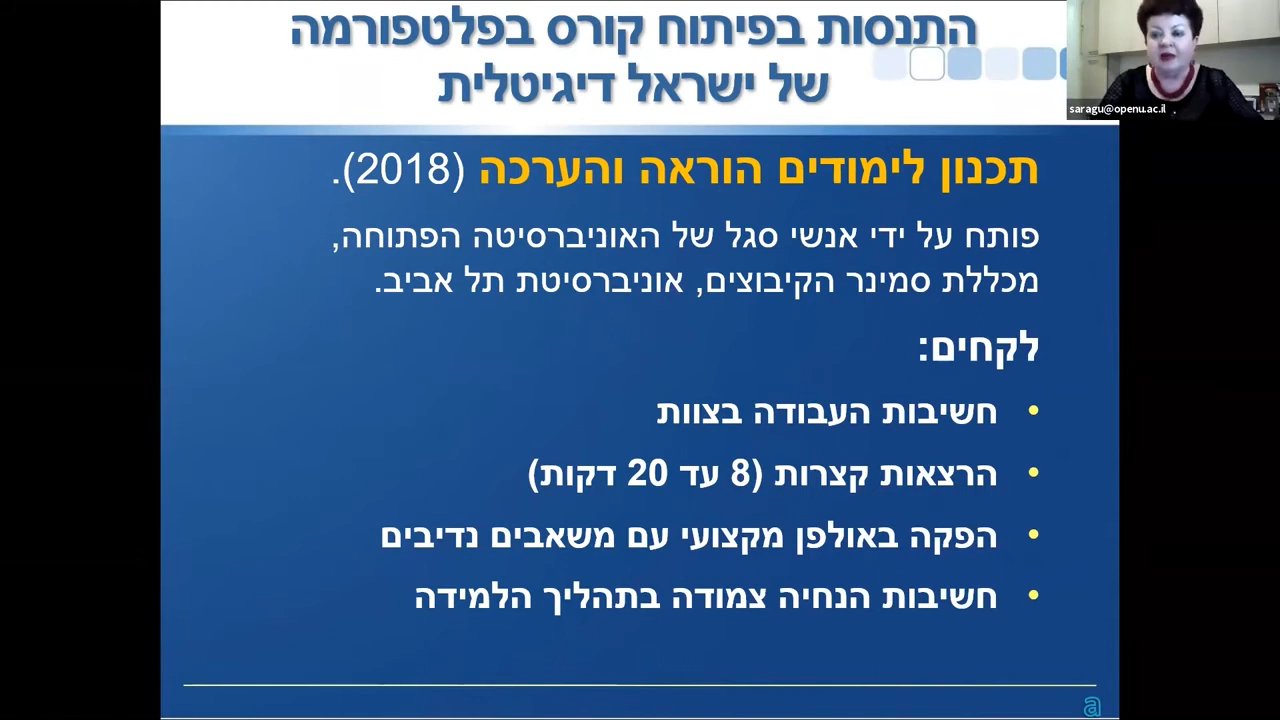 התנסות בפיתוח קורס בפלטפורמה
של ישראל דיגיטלית
saragu@openu.ac.il
תכנון לימודים הוראה והערכה (2018).
פותח על ידי אנשי סגל של האוניברסיטה הפתוחה,
מכללת סמינר הקיבוצים, אוניברסיטת תל אביב.
לקחים:
• חשיבות העבודה בצוות
• הרצאות קצרות (8 עד 20 דקות)
• הפקה באולפן מקצועי עם משאבים נדיבים
• חשיבות הנחיה צמודה בתהליך הלמידה
a